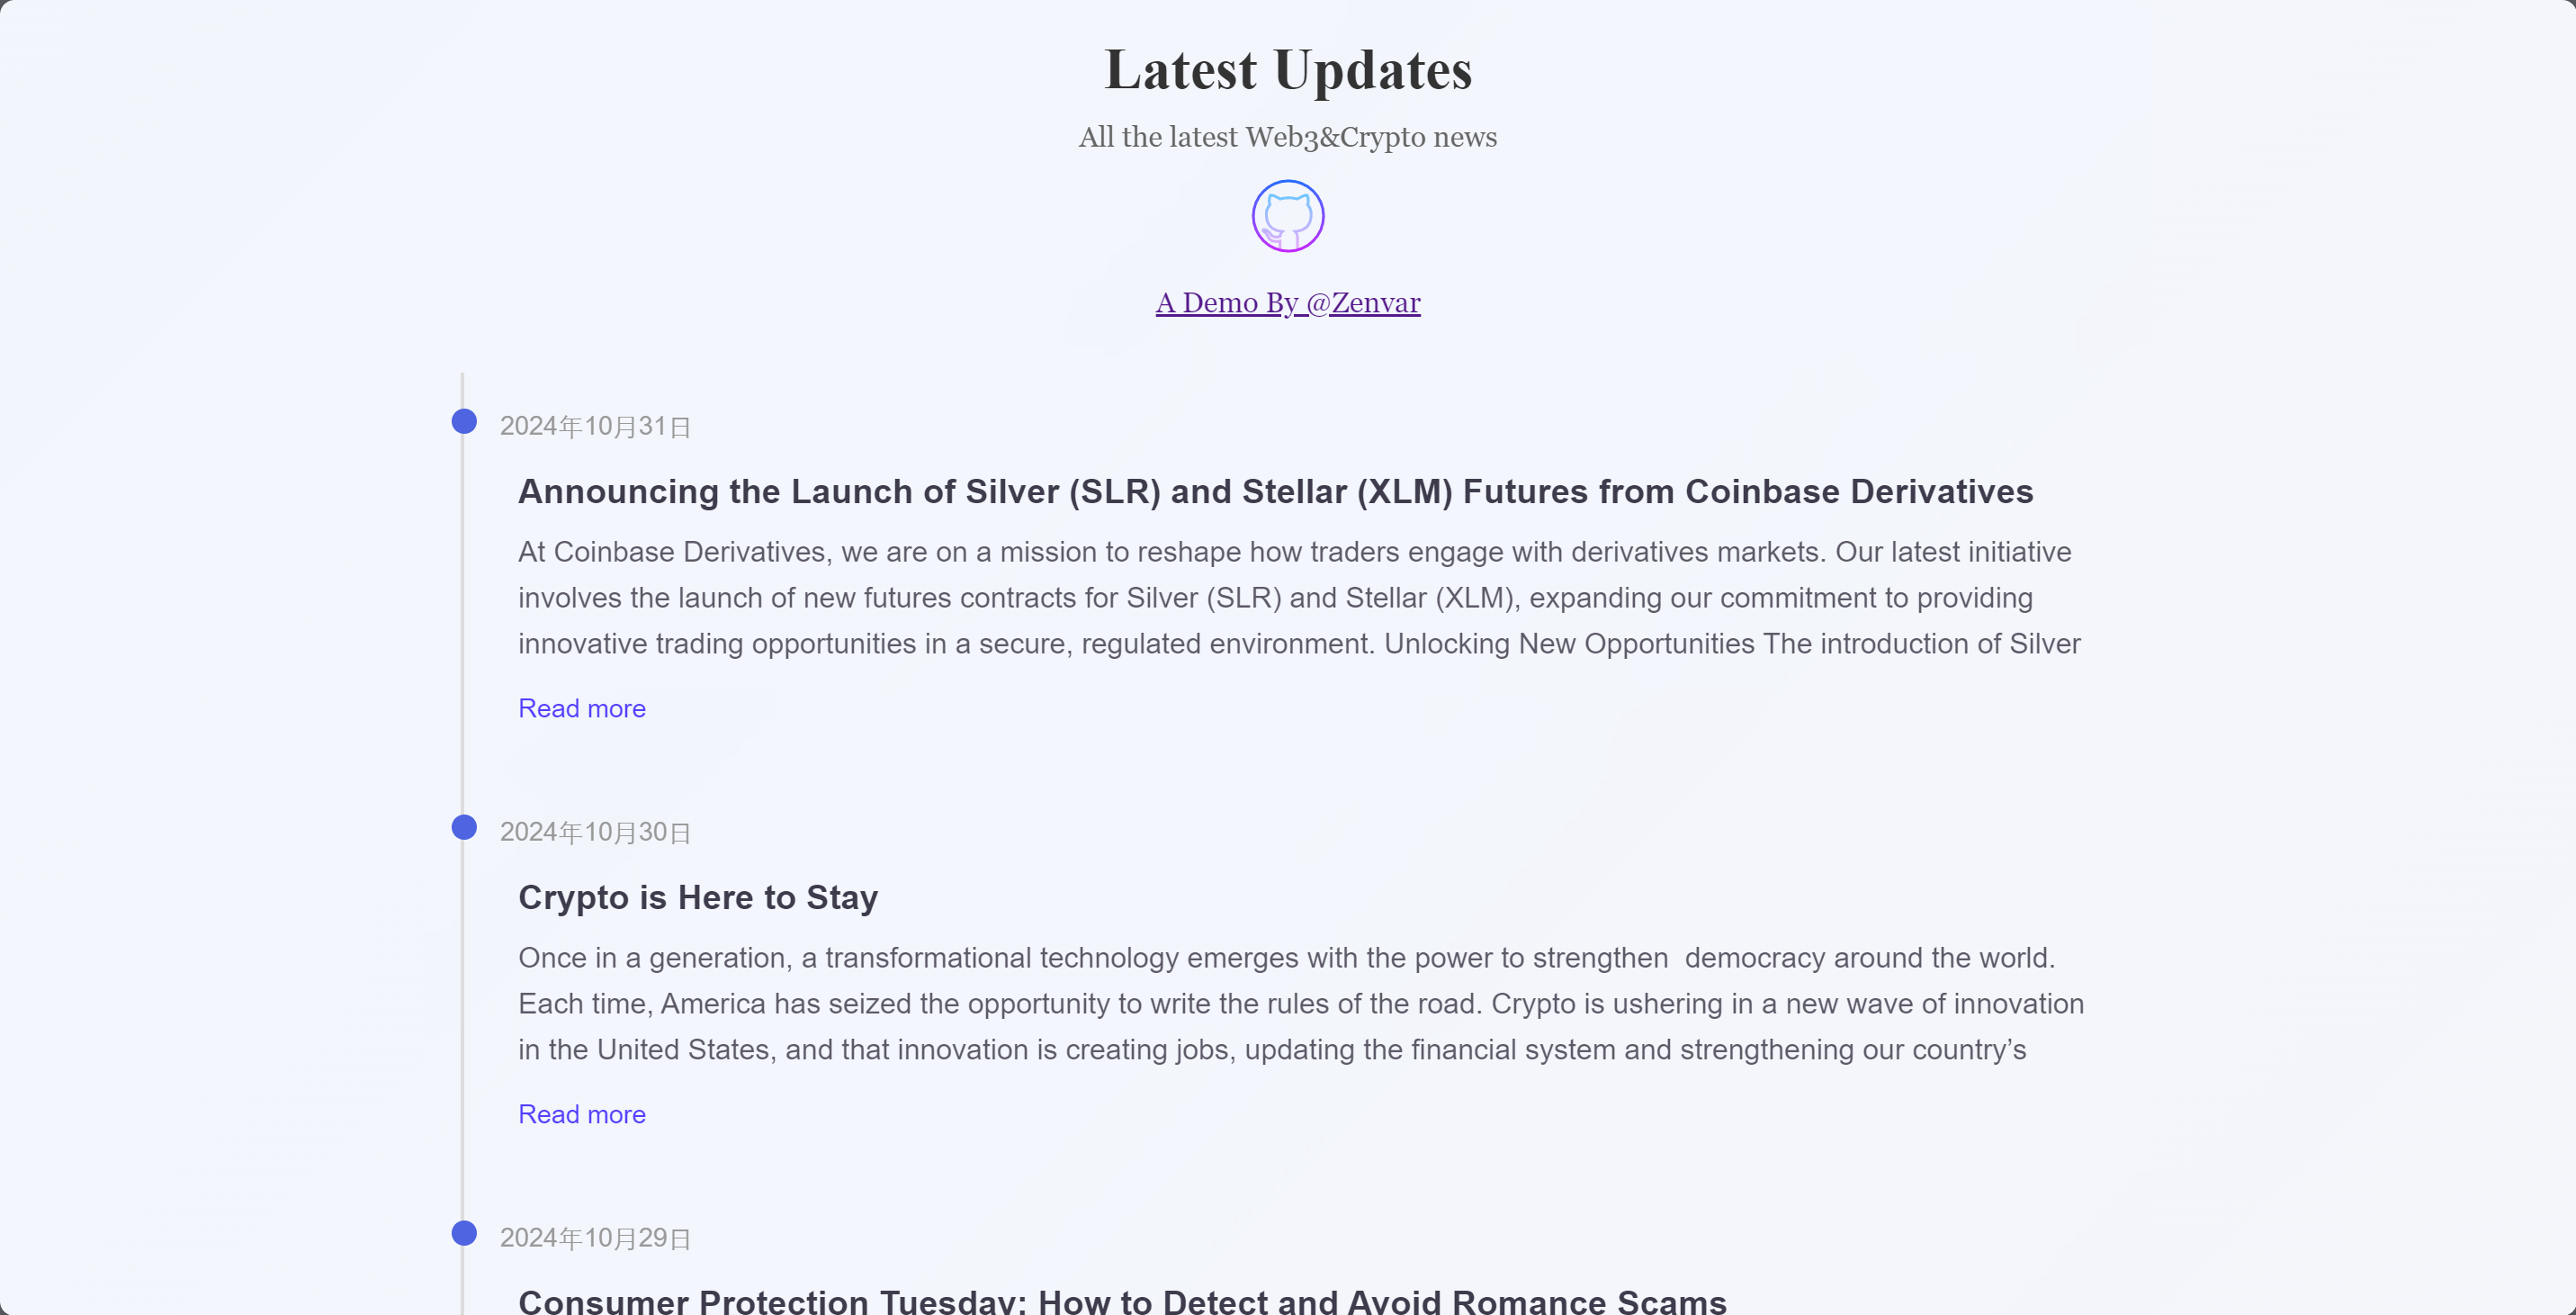 Latest Updates
All the latest Web3&Crypto news
A Demo By @Zenvar
2024年10月31日
Announcing the Launch of Silver (SLR) and Stellar (XLM) Futures from Coinbase Derivatives
At Coinbase Derivatives, we are on a mission to reshape how traders engage with derivatives markets. Our latest initiative
involves the launch of new futures contracts for Silver (SLR) and Stellar (XLM), expanding our commitment to providing
innovative trading opportunities in a secure, regulated environment. Unlocking New Opportunities The introduction of Silver
Read more
2024年10月30日
Crypto is Here to Stay
Once in a generation, a transformational technology emerges with the power to strengthen  democracy around the world.
Each time, America has seized the opportunity to write the rules of the road. Crypto is ushering in a new wave of innovation
in the United States, and that innovation is creating jobs, updating the financial system and strengthening our country’s
Read more
2024年10月29日
Consumer Protection Tuesday: How to Detect and Avoid Romance Scams